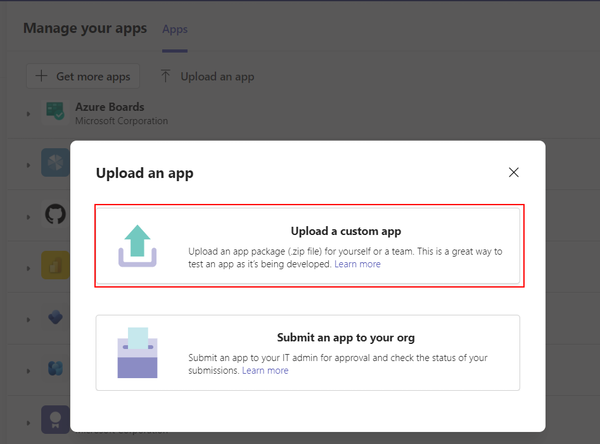 Manage your apps Apps
Get more apps Upload an app
Azure Boards
Microsoft Corporation
Upload an app
Upload a custom app
Upload an app package (.zip file) for yourself or a team. This is a great way to
test an app as it's being developed. Learn more
Submit an app to your org
Submit an app to your IT admin for approval and check the status of your
submissions. Learn more